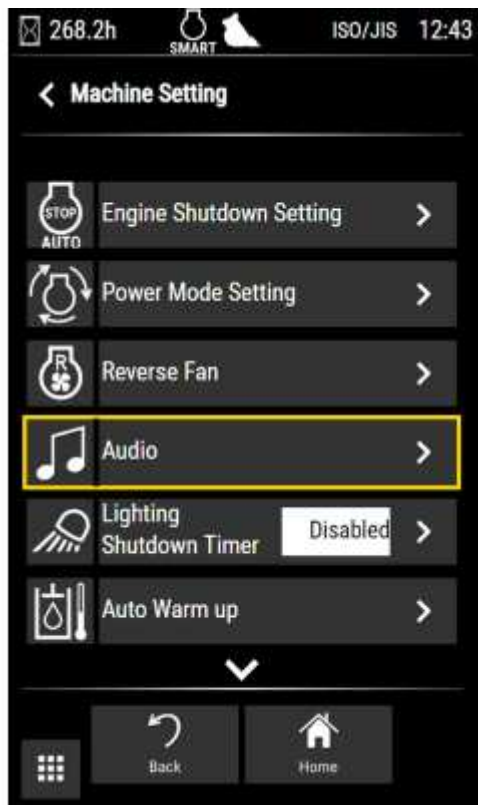 268.2h SMART ISO/JIS 12:43
Machine Setting
STOP
AUTO
Engine Shutdown Setting
Power Mode Setting
R
Reverse Fan
Audio
Lighting
Shutdown Timer
Disabled
Auto Warm up
Back
Home